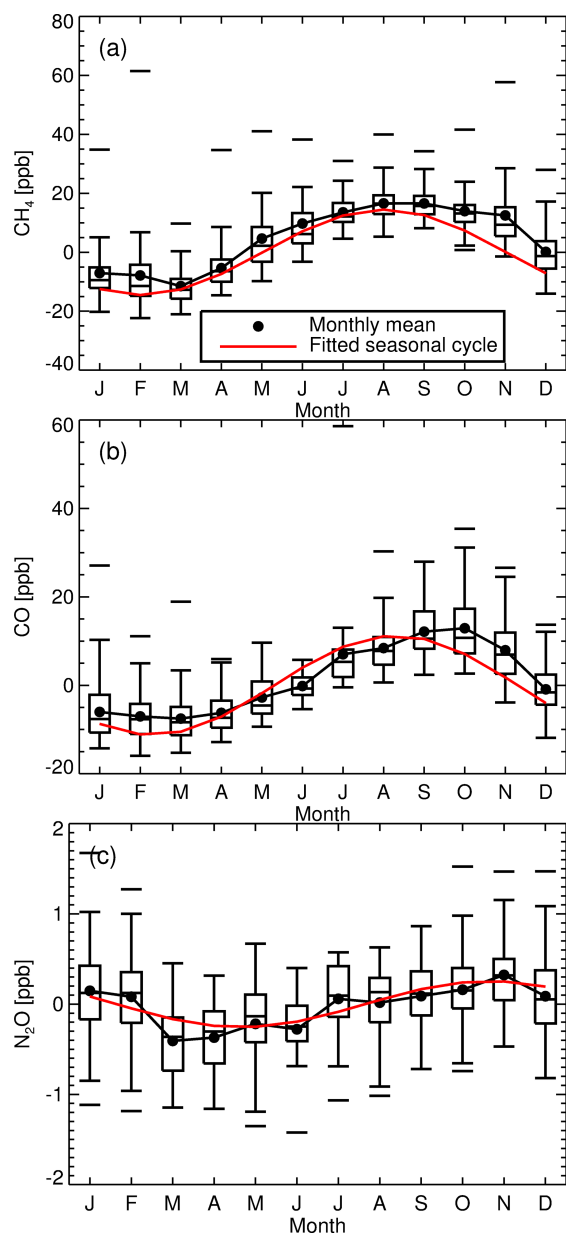 80
(a)
60
40
20
0
-20
-40
CH₄ [ppb]
Monthly mean
Fitted seasonal cycle
J F M A M J J A S O N D
Month
60
(b)
40
20
0
-20
CO [ppb]
J F M A M J J A S O N D
Month
2
(c)
1
0
-1
-2
N₂O [ppb]
J F M A M J J A S O N D
Month